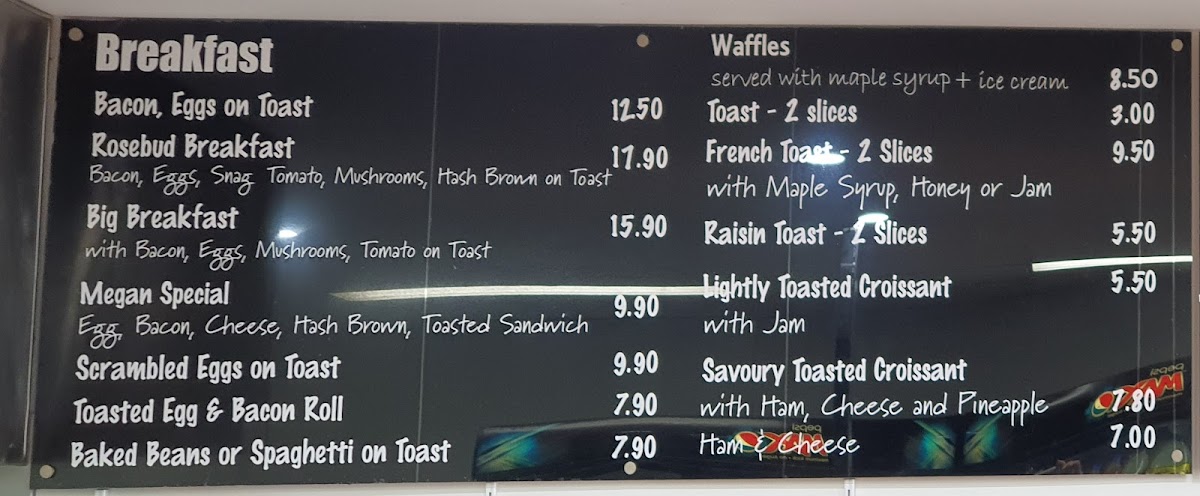 Breakfast
Bacon, Eggs on Toast 12.50
Rosebud Breakfast 17.90
Bacon, Eggs, Snag Tomato, Mushrooms, Hash Brown on Toast
Big Breakfast 15.90
with Bacon, Eggs, Mushrooms, Tomato on Toast
Megan Special 9.90
Egg, Bacon, Cheese, Hash Brown, Toasted Sandwich
Scrambled Eggs on Toast 9.90
Toasted Egg & Bacon Roll 7.90
Baked Beans or Spaghetti on Toast 7.90
Waffles
served with maple syrup + ice cream 8.50
Toast - 2 slices 3.00
French Toast - 2 Slices 9.50
with Maple Syrup, Honey or Jam
Raisin Toast - 2 Slices 5.50
Lightly Toasted Croissant 5.50
with Jam
Savoury Toasted Croissant
with Ham, Cheese and Pineapple 7.80
Ham & Cheese 7.00
pepsi
MAX
pepsi
MAX